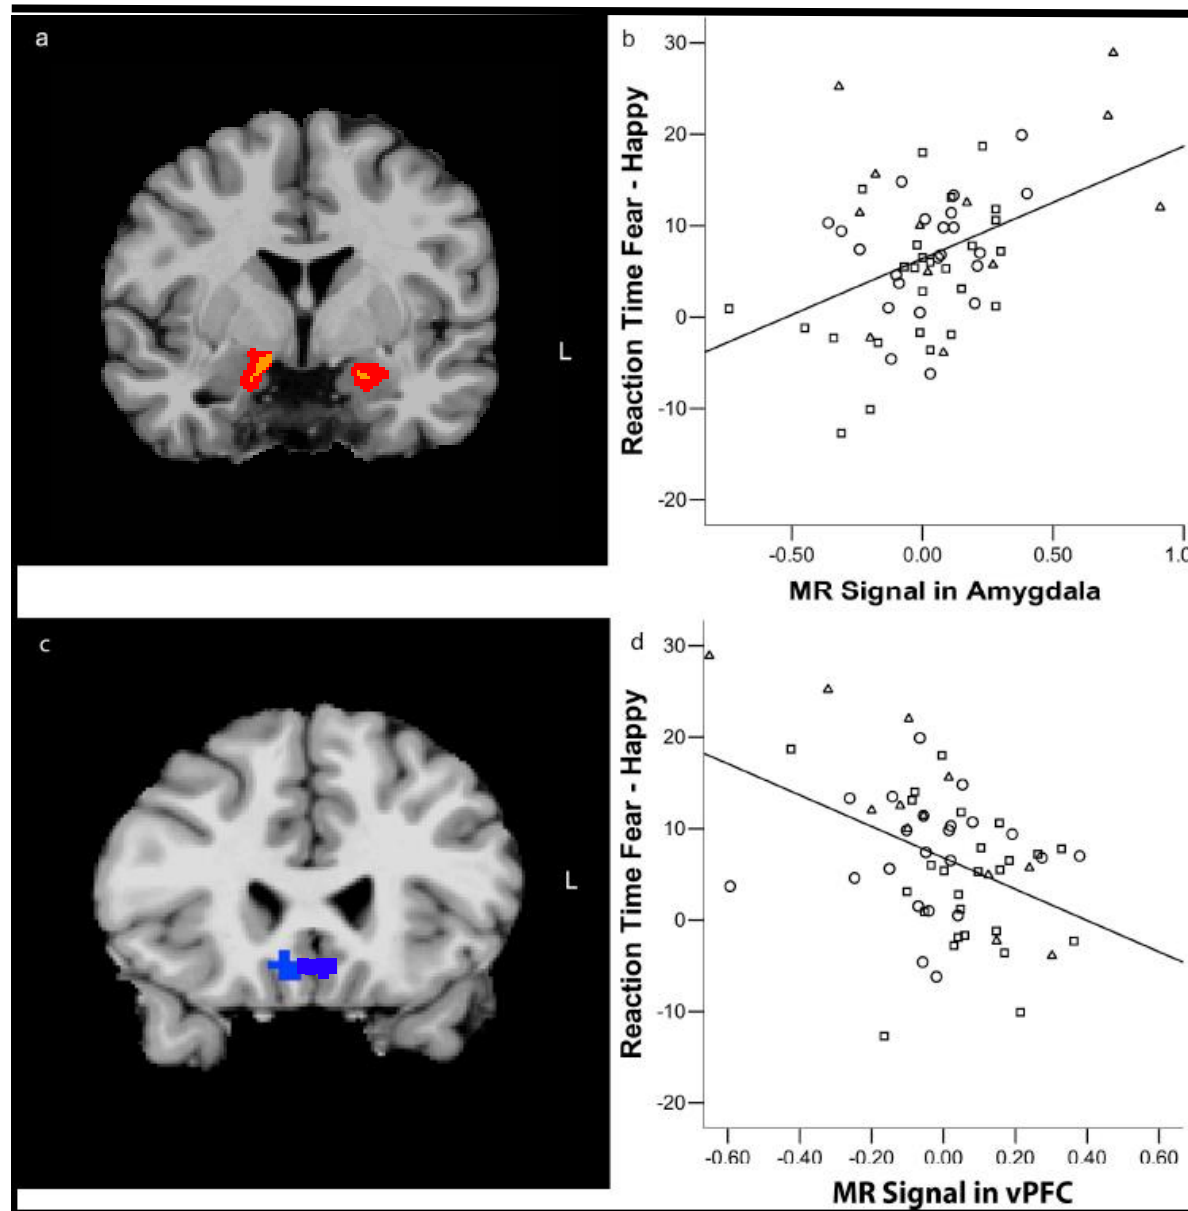 a
L
b
30
20
10
0
-10
-20
Reaction Time Fear - Happy
-0.50 0.00 0.50 1.0
MR Signal in Amygdala
c
L
d
30
20
10
0
-10
-20
Reaction Time Fear - Happy
-0.60 -0.40 -0.20 0.00 0.20 0.40 0.60
MR Signal in vPFC